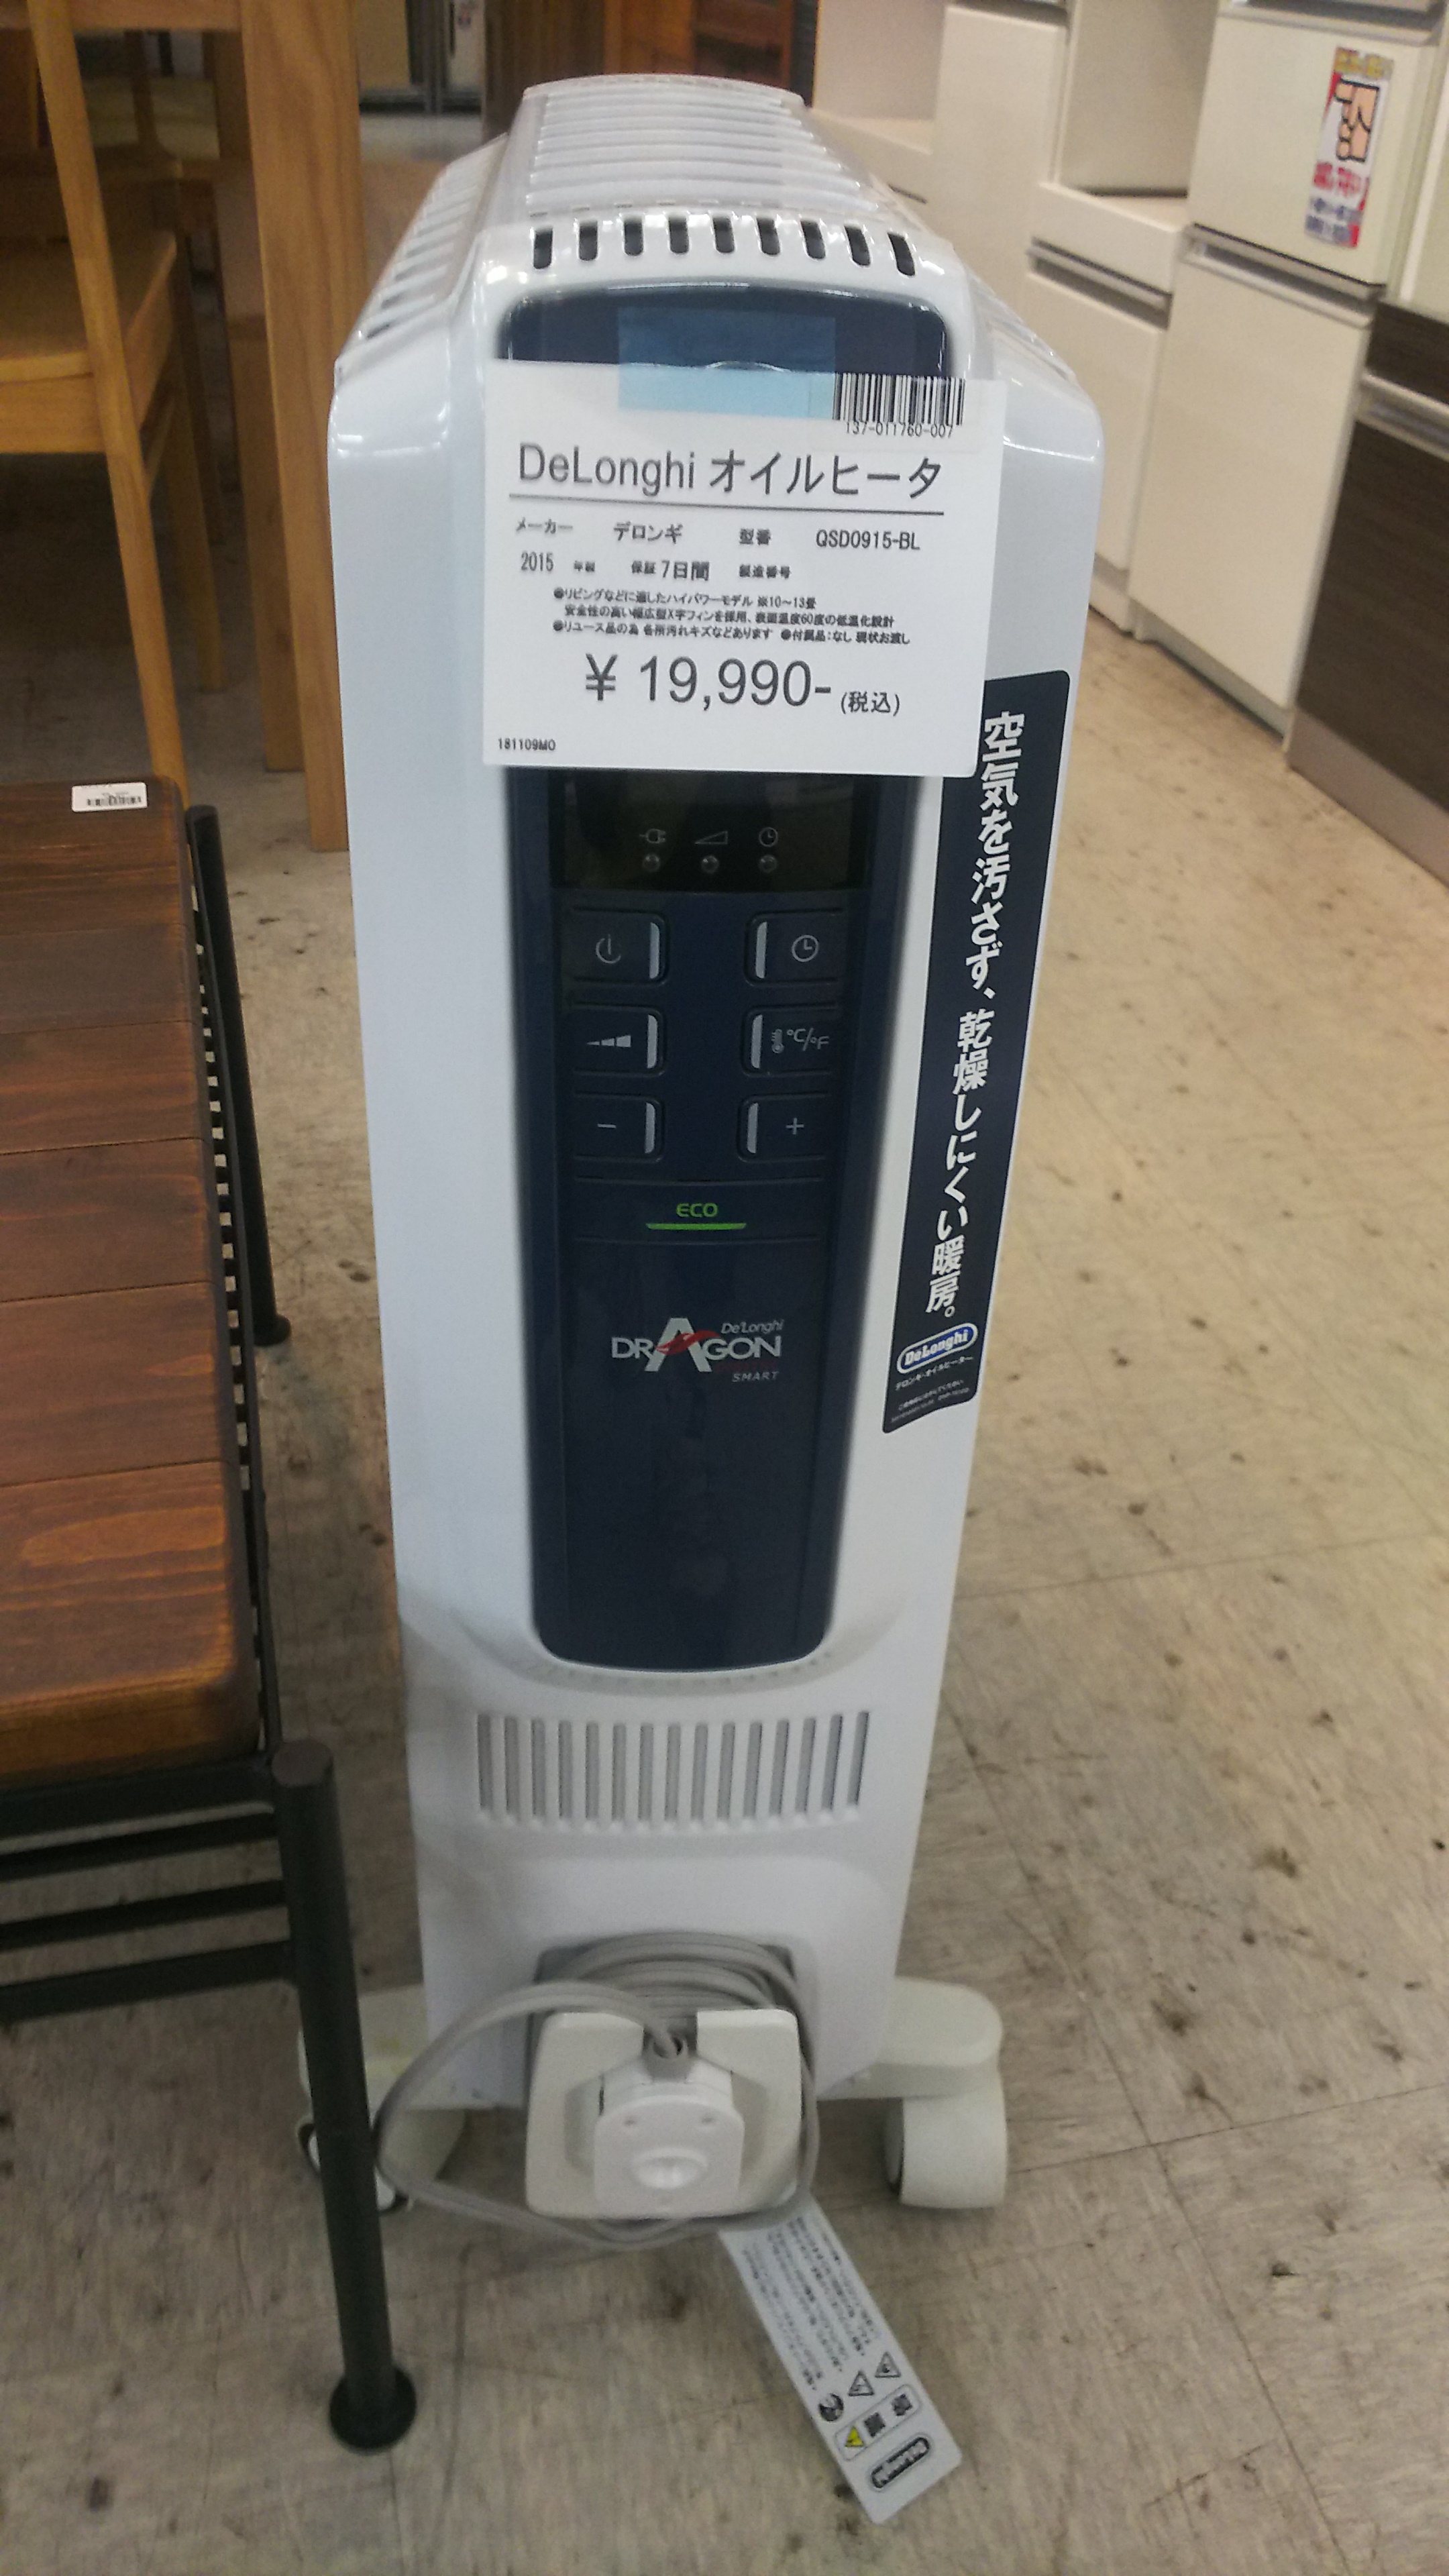 137-011760-007
DeLonghi オイルヒータ
メーカー デロンギ 型番 QSD0915-BL
2015 年製 保証 7日間 製造番号
●リビングなどに適したハイパワーモデル ※10～13畳
安全性の高い幅広型X字フィンを採用、表面温度60度の低温化設計
●リユース品の為 各所汚れキズなどあります ●付属品：なし 現状お渡し
¥ 19,990- (税込)
181109MO
空気を汚さず、乾燥しにくい暖房。
DeLonghi
デロンギ・オイルヒーター
°C/°F
− +
ECO
De'Longhi
DRAGON
SMART
DeLonghi